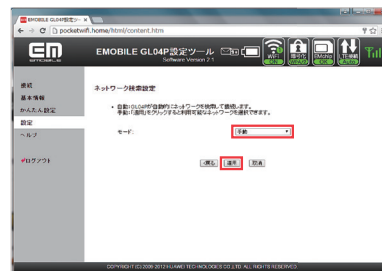 EMOBILE GL04P設定ツール
pocketwifi.home/html/content.htm
EM
EMOBILE GL04P設定ツール
Software Version 2.1
接続
基本情報
かんたん設定
設定
ヘルプ
ログアウト
ネットワーク検索設定
・自動:GL04Pが自動的にネットワークを検索して接続します。
手動:「適用」をクリックすると利用可能なネットワークを選択できます。
モード:
手動
<戻る 適用 取消
COPYRIGHT (C) 2006-2012 HUAWEI TECHNOLOGIES CO.,LTD. ALL RIGHTS RESERVED.